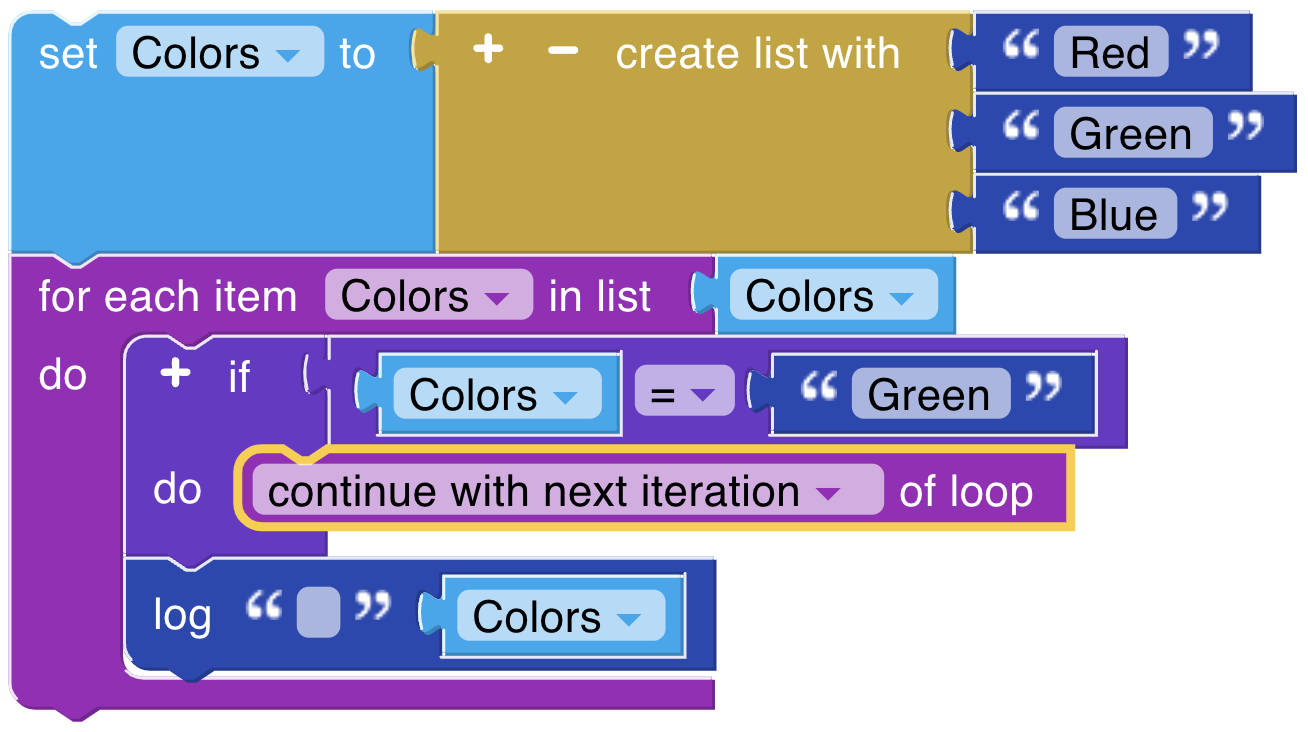 set Colors to + − create list with “ Red ”
“ Green ”
“ Blue ”
for each item Colors in list Colors
do + if Colors = “ Green ”
do continue with next iteration of loop
log “ ” Colors